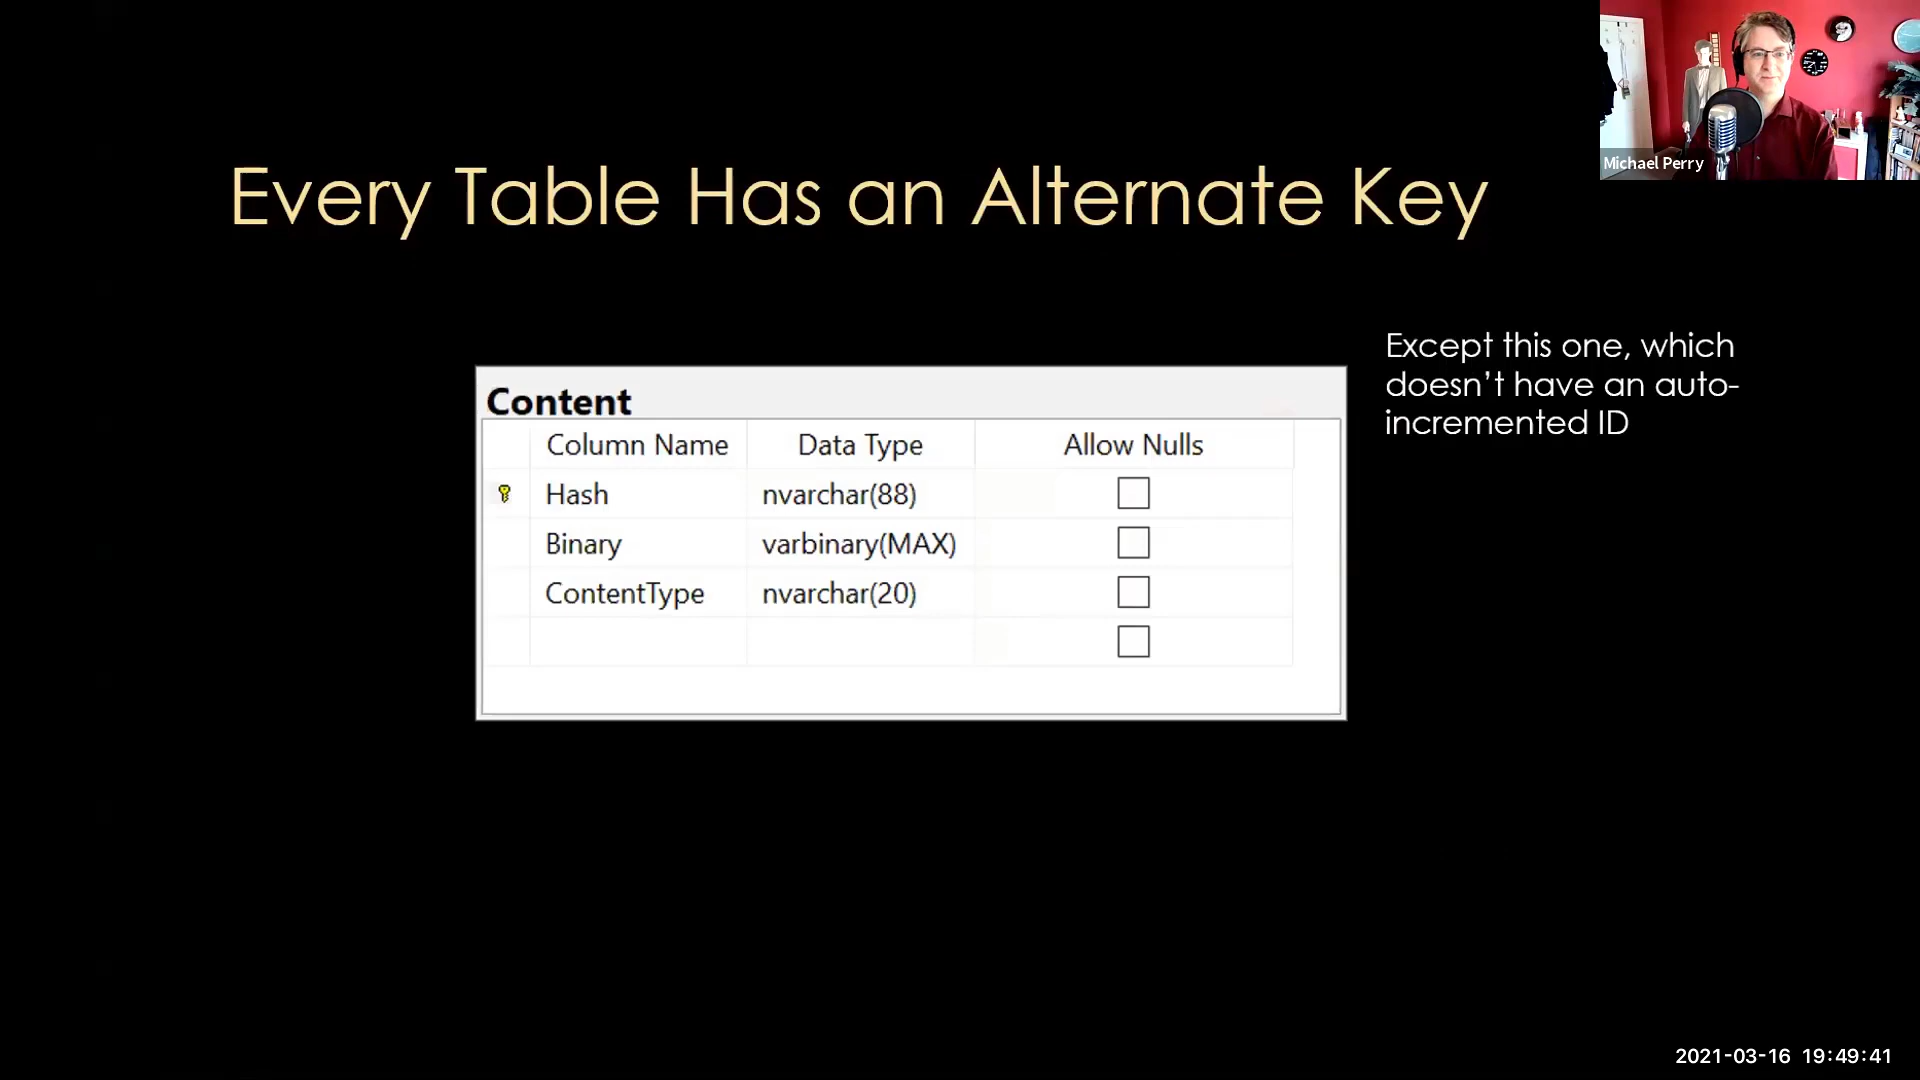 Michael Perry
Every Table Has an Alternate Key
Except this one, which
doesn’t have an auto-
incremented ID
Content
Column Name Data Type Allow Nulls
Hash nvarchar(88)
Binary varbinary(MAX)
ContentType nvarchar(20)
2021-03-16 19:49:41